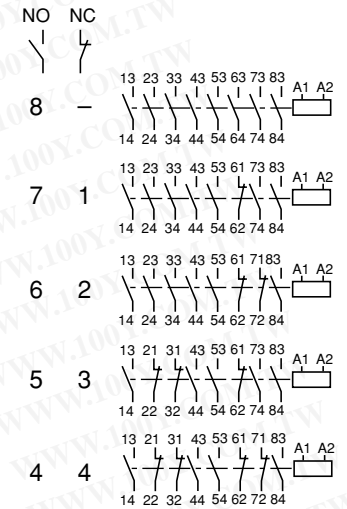 NO NC
13 23 33 43 53 63 73 83 A1 A2
8 –
14 24 34 44 54 64 74 84
13 23 33 43 53 61 73 83 A1 A2
7 1
14 24 34 44 54 62 74 84
13 23 33 43 53 61 7183 A1 A2
6 2
14 24 34 44 54 62 72 84
13 21 31 43 53 61 73 83 A1 A2
5 3
14 22 32 44 54 62 74 84
13 21 31 43 53 61 71 83 A1 A2
4 4
14 22 32 44 54 62 72 84
WWW.100Y.COM.TW